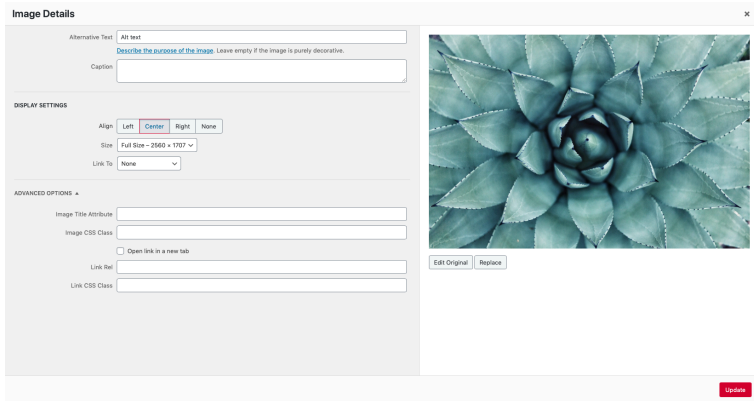 Image Details
×
Alternative Text
Alt text
Describe the purpose of the image. Leave empty if the image is purely decorative.
Caption
DISPLAY SETTINGS
Align Left Center Right None
Size Full Size – 2560 × 1707
Link To None
ADVANCED OPTIONS ▲
Image Title Attribute
Image CSS Class
Open link in a new tab
Link Rel
Link CSS Class
Edit Original Replace
Update